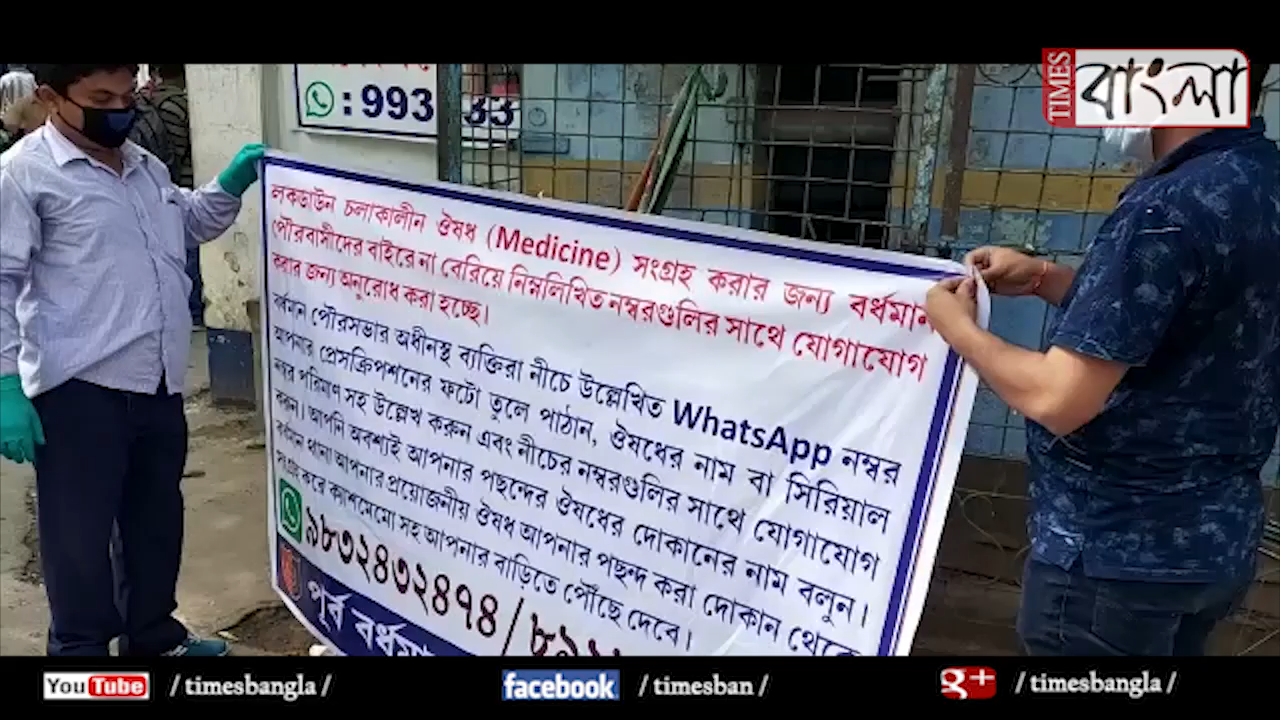 TIMES
বাংলা
: 993
33
লকডাউন চলাকালীন ঔষধ (Medicine) সংগ্রহ করার জন্য বর্ধমান
পৌরবাসীদের বাইরে না বেরিয়ে নিম্নলিখিত নম্বরগুলির সাথে যোগাযোগ
করার জন্য অনুরোধ করা হচ্ছে।
বর্ধমান পৌরসভার অধীনস্থ ব্যক্তিরা নীচে উল্লেখিত WhatsApp নম্বর
আপনার প্রেসক্রিপশনের ফটো তুলে পাঠান, ঔষধের নাম বা সিরিয়াল
নম্বর পরিমাণ সহ উল্লেখ করুন এবং নীচের নম্বরগুলির সাথে যোগাযোগ
করুন। আপনি অবশ্যই আপনার পছন্দের ঔষধের দোকানের নাম বলুন।
বর্ধমান থানা আপনার প্রয়োজনীয় ঔষধ আপনার পছন্দ করা দোকান থেকে
সংগ্রহ করে ক্যাশমেমো সহ আপনার বাড়িতে পৌঁছে দেবে।
৯৮৩২৪৩২৪৭৪ /
পূর্ব বর্ধমান
YouTube / timesbangla / facebook / timesban / g+ / timesbangla /